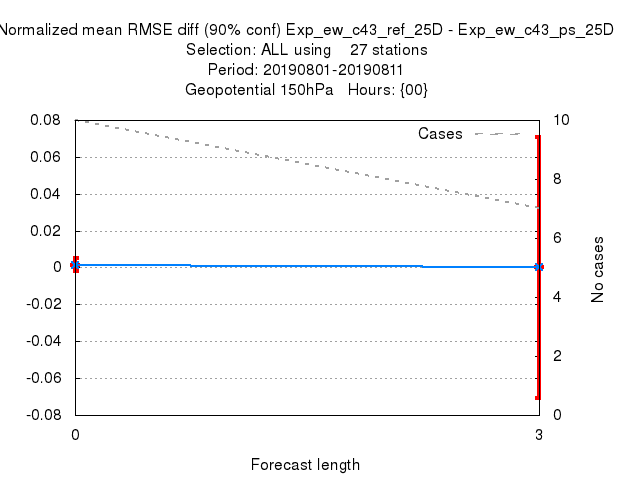 Normalized mean RMSE diff (90% conf) Exp_ew_c43_ref_25D - Exp_ew_c43_ps_25D
Selection: ALL using 27 stations
Period: 20190801-20190811
Geopotential 150hPa Hours: {00}
Cases
0.08
0.06
0.04
0.02
0
-0.02
-0.04
-0.06
-0.08
10
8
6
4
2
0
No cases
0
3
Forecast length